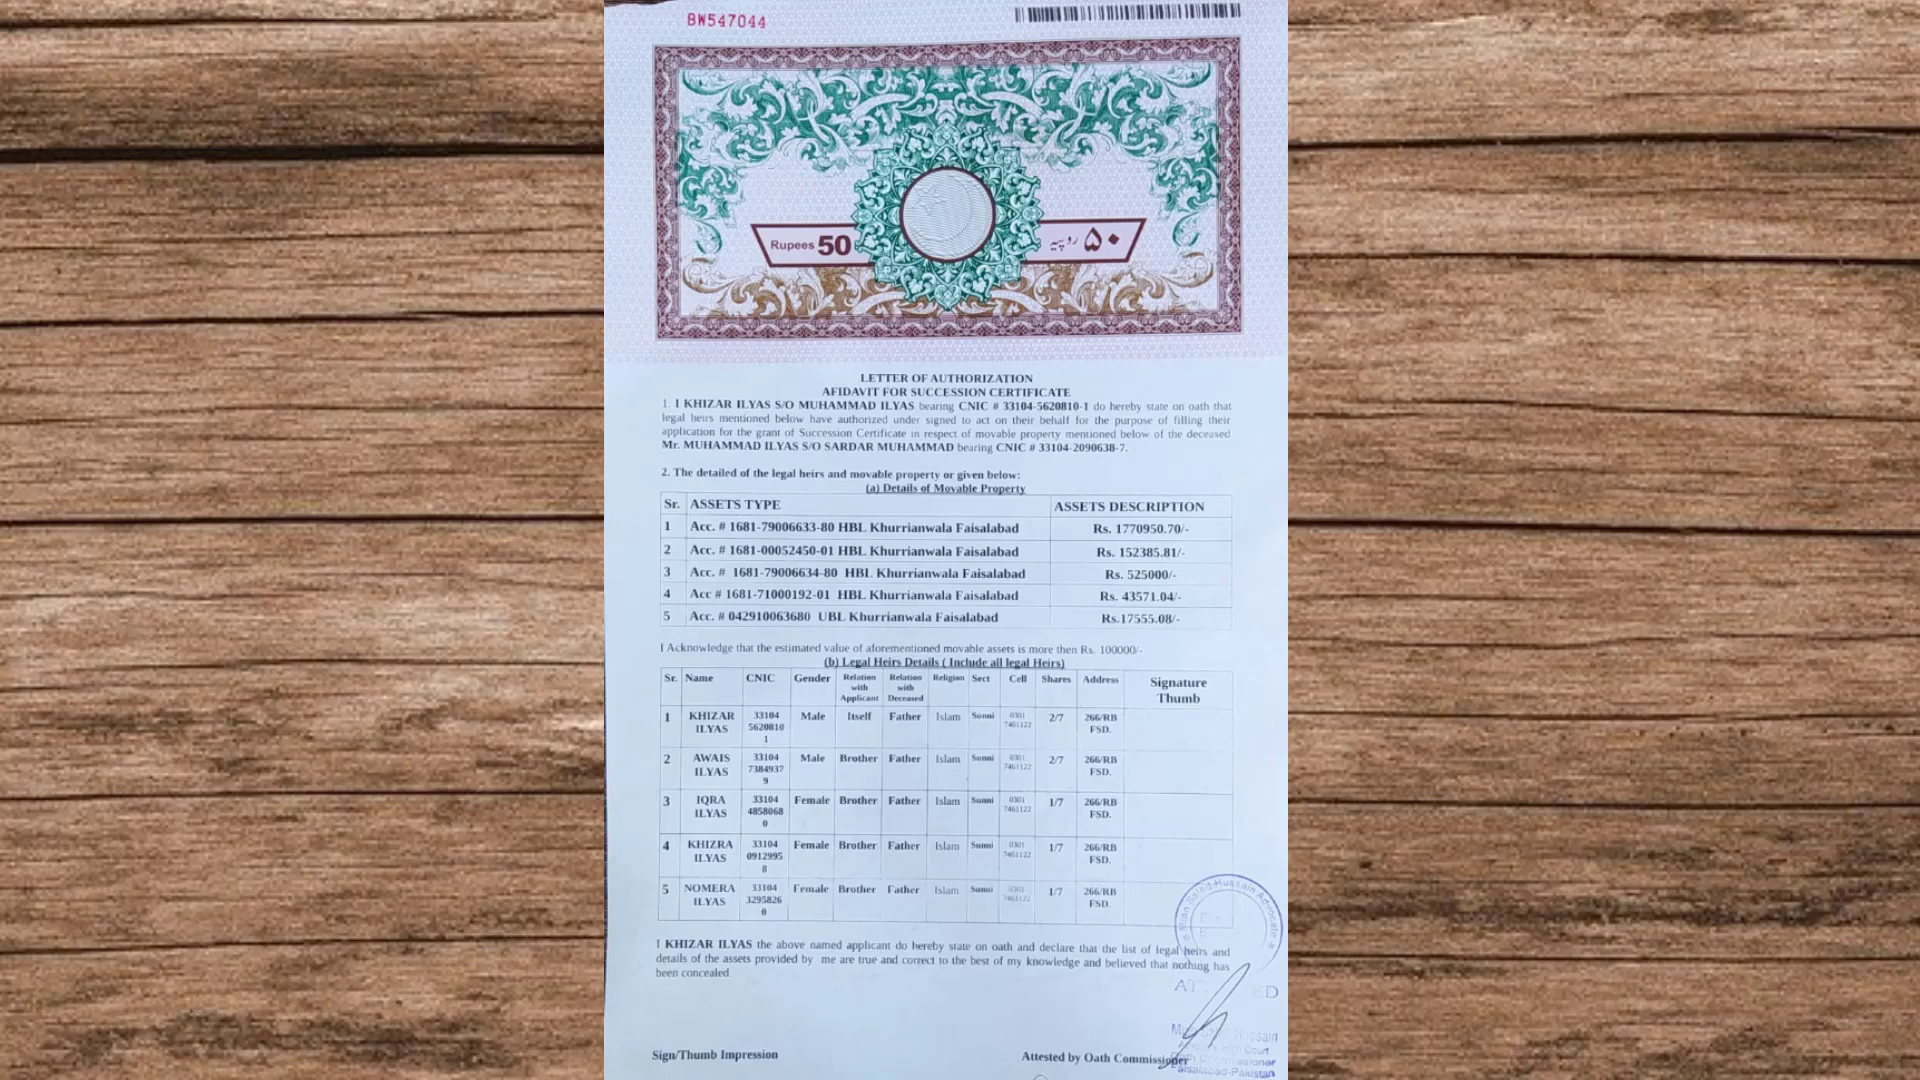 BW547044
Rupees 50
۵۰ روپیہ
LETTER OF AUTHORIZATION
AFIDAVIT FOR SUCCESSION CERTIFICATE
1. I KHIZAR ILYAS S/O MUHAMMAD ILYAS bearing CNIC # 33104-5620810-1 do hereby state on oath that
legal heirs mentioned below have authorized under signed to act on their behalf for the purpose of filling their
application for the grant of Succession Certificate in respect of movable property mentioned below of the deceased
Mr. MUHAMMAD ILYAS S/O SARDAR MUHAMMAD bearing CNIC # 33104-2090638-7.
2. The detailed of the legal heirs and movable property or given below:
(a) Details of Movable Property
Sr. ASSETS TYPE ASSETS DESCRIPTION
1 Acc. # 1681-79006633-80 HBL Khurrianwala Faisalabad Rs. 1770950.70/-
2 Acc. # 1681-00052450-01 HBL Khurrianwala Faisalabad Rs. 152385.81/-
3 Acc. # 1681-79006634-80 HBL Khurrianwala Faisalabad Rs. 525000/-
4 Acc # 1681-71000192-01 HBL Khurrianwala Faisalabad Rs. 43571.04/-
5 Acc. # 042910063680 UBL Khurrianwala Faisalabad Rs.17555.08/-
I Acknowledge that the estimated value of aforementioned movable assets is more then Rs. 100000/-
(b) Legal Heirs Details ( Include all legal Heirs)
Sr. Name CNIC Gender Relation with Applicant Relation with Deceased Religion Sect Cell Shares Address Signature Thumb
1 KHIZAR ILYAS 33104 5620810 1 Male Itself Father Islam Sunni 0301 7461122 2/7 266/RB FSD.
2 AWAIS ILYAS 33104 7384937 9 Male Brother Father Islam Sunni 0301 7461122 2/7 266/RB FSD.
3 IQRA ILYAS 33104 4858068 0 Female Brother Father Islam Sunni 0301 7461122 1/7 266/RB FSD.
4 KHIZRA ILYAS 33104 0912995 8 Female Brother Father Islam Sunni 0301 7461122 1/7 266/RB FSD.
5 NOMERA ILYAS 33104 3295826 0 Female Brother Father Islam Sunni 0301 7461122 1/7 266/RB FSD.
I KHIZAR ILYAS the above named applicant do hereby state on oath and declare that the list of legal heirs and
details of the assets provided by me are true and correct to the best of my knowledge and believed that nothing has
been concealed.
Sign/Thumb Impression
Attested by Oath Commissioner
Faisalabad-Pakistan